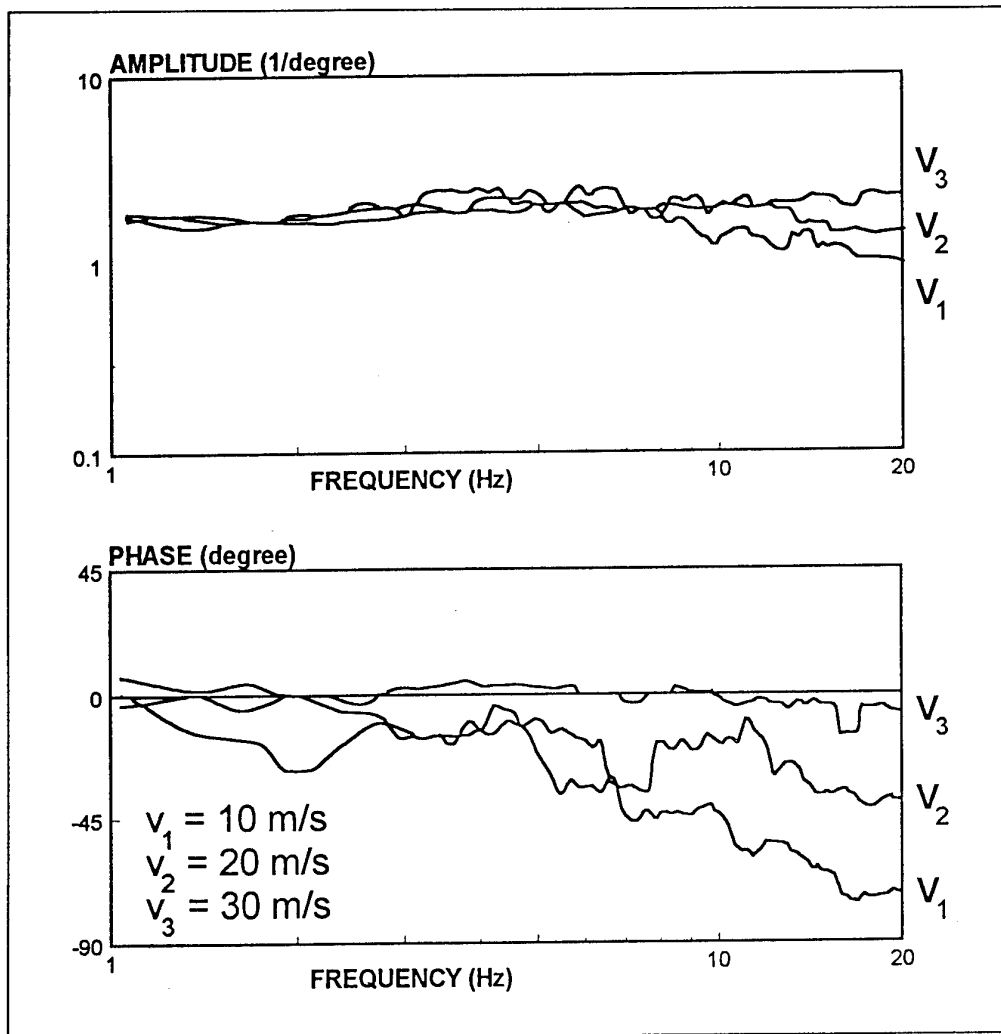 AMPLITUDE (1/degree)
10
V3
V2
1
V1
0.1
1
10
20
FREQUENCY (Hz)
PHASE (degree)
45
0
V3
-45
v1 = 10 m/s
V2
v2 = 20 m/s
v3 = 30 m/s
V1
-90
1
10
20
FREQUENCY (Hz)